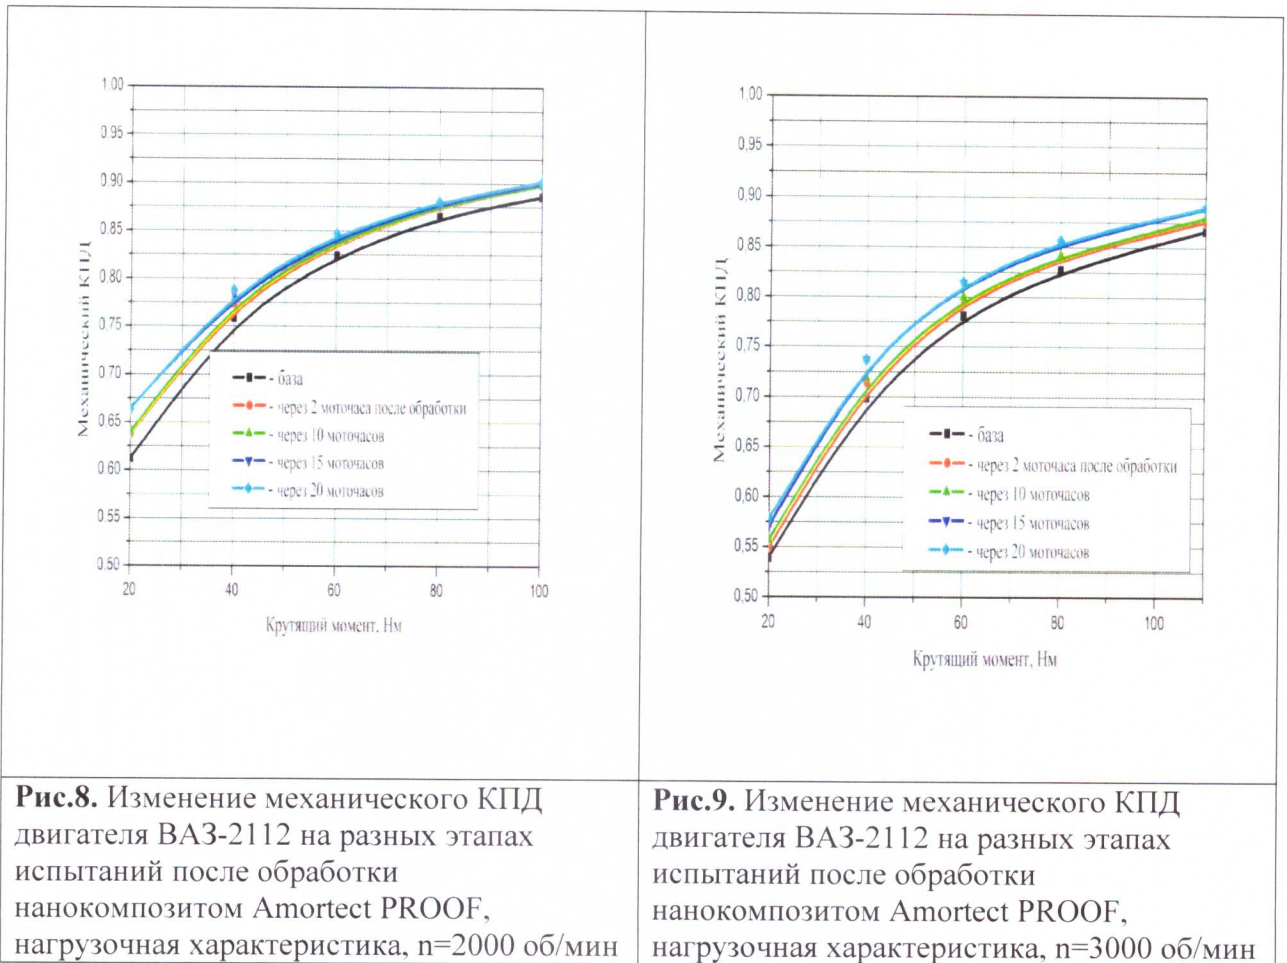 1.00
0.95
0.90
0.85
0.80
0.75
0.70
0.65
0.60
0.55
0.50
Механический КПД
- база
- через 2 моточаса после обработки
- через 10 моточасов
- через 15 моточасов
- через 20 моточасов
20 40 60 80 100
Крутящий момент, Нм
Рис.8. Изменение механического КПД
двигателя ВАЗ-2112 на разных этапах
испытаний после обработки
нанокомпозитом Amortect PROOF,
нагрузочная характеристика, n=2000 об/мин
1,00
0,95
0,90
0,85
0,80
0,75
0,70
0,65
0,60
0,55
0,50
Механический КПД
- база
- через 2 моточаса после обработки
- через 10 моточасов
- через 15 моточасов
- через 20 моточасов
20 40 60 80 100
Крутящий момент, Нм
Рис.9. Изменение механического КПД
двигателя ВАЗ-2112 на разных этапах
испытаний после обработки
нанокомпозитом Amortect PROOF,
нагрузочная характеристика, n=3000 об/мин